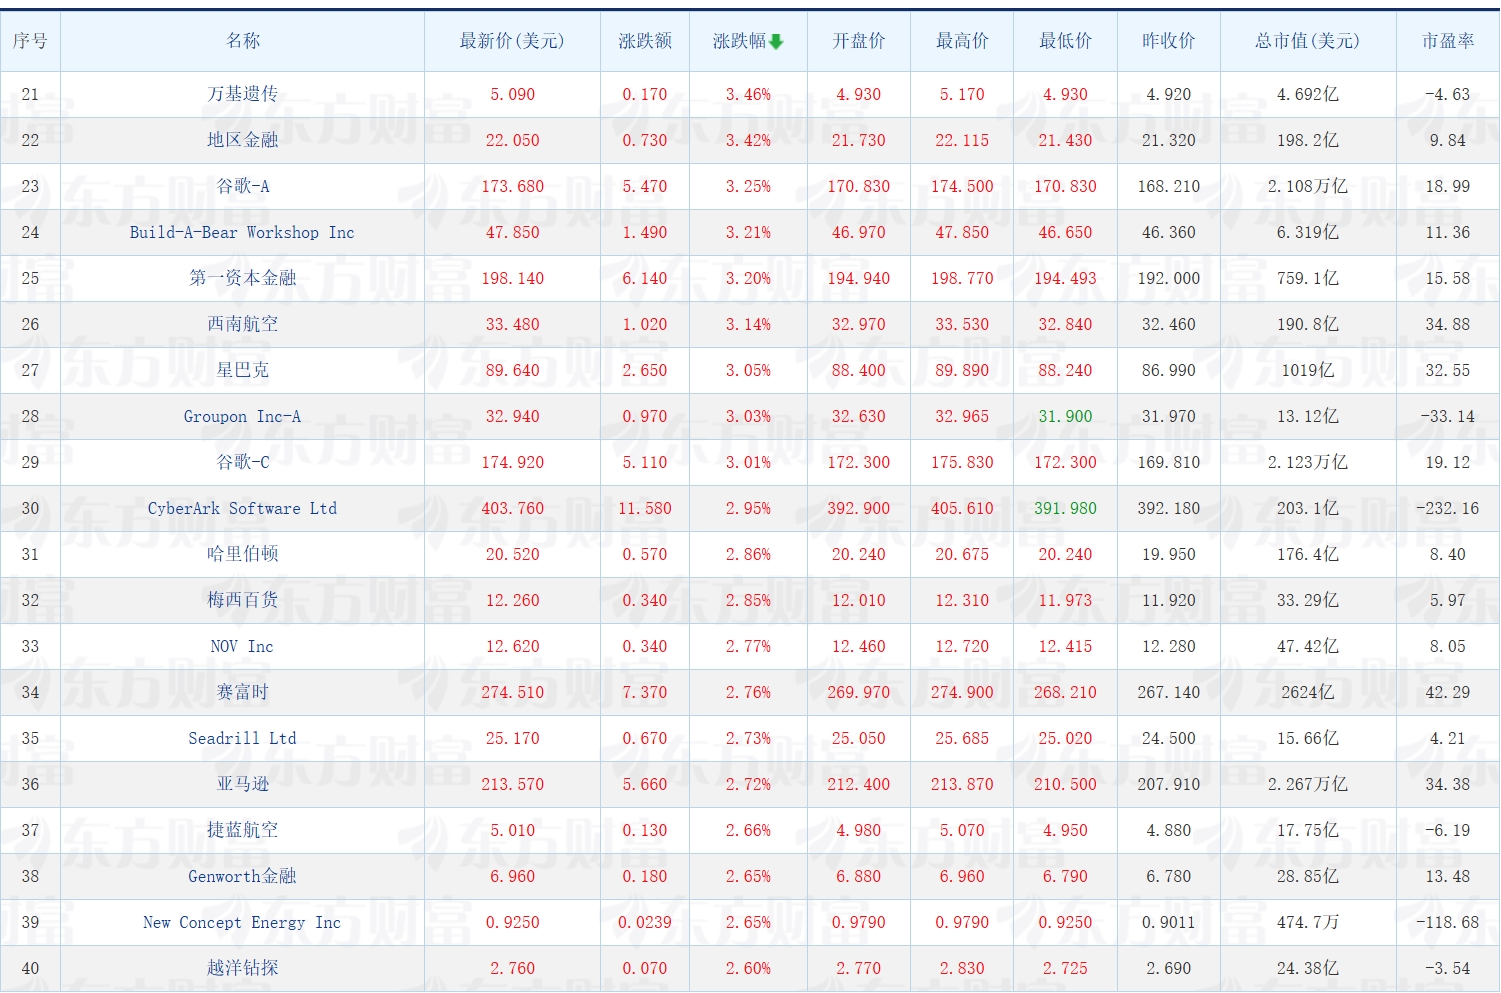 序号 名称 最新价(美元) 涨跌额 涨跌幅 开盘价 最高价 最低价 昨收价 总市值(美元) 市盈率
21 万基遗传 5.090 0.170 3.46% 4.930 5.170 4.930 4.920 4.692亿 -4.63
22 地区金融 22.050 0.730 3.42% 21.730 22.115 21.430 21.320 198.2亿 9.84
23 谷歌-A 173.680 5.470 3.25% 170.830 174.500 170.830 168.210 2.108万亿 18.99
24 Build-A-Bear Workshop Inc 47.850 1.490 3.21% 46.970 47.850 46.650 46.360 6.319亿 11.36
25 第一资本金融 198.140 6.140 3.20% 194.940 198.770 194.493 192.000 759.1亿 15.58
26 西南航空 33.480 1.020 3.14% 32.970 33.530 32.840 32.460 190.8亿 34.88
27 星巴克 89.640 2.650 3.05% 88.400 89.890 88.240 86.990 1019亿 32.55
28 Groupon Inc-A 32.940 0.970 3.03% 32.630 32.965 31.900 31.970 13.12亿 -33.14
29 谷歌-C 174.920 5.110 3.01% 172.300 175.830 172.300 169.810 2.123万亿 19.12
30 CyberArk Software Ltd 403.760 11.580 2.95% 392.900 405.610 391.980 392.180 203.1亿 -232.16
31 哈里伯顿 20.520 0.570 2.86% 20.240 20.675 20.240 19.950 176.4亿 8.40
32 梅西百货 12.260 0.340 2.85% 12.010 12.310 11.973 11.920 33.29亿 5.97
33 NOV Inc 12.620 0.340 2.77% 12.460 12.720 12.415 12.280 47.42亿 8.05
34 赛富时 274.510 7.370 2.76% 269.970 274.900 268.210 267.140 2624亿 42.29
35 Seadrill Ltd 25.170 0.670 2.73% 25.050 25.685 25.020 24.500 15.66亿 4.21
36 亚马逊 213.570 5.660 2.72% 212.400 213.870 210.500 207.910 2.267万亿 34.38
37 捷蓝航空 5.010 0.130 2.66% 4.980 5.070 4.950 4.880 17.75亿 -6.19
38 Genworth金融 6.960 0.180 2.65% 6.880 6.960 6.790 6.780 28.85亿 13.48
39 New Concept Energy Inc 0.9250 0.0239 2.65% 0.9790 0.9790 0.9250 0.9011 474.7万 -118.68
40 越洋钻探 2.760 0.070 2.60% 2.770 2.830 2.725 2.690 24.38亿 -3.54